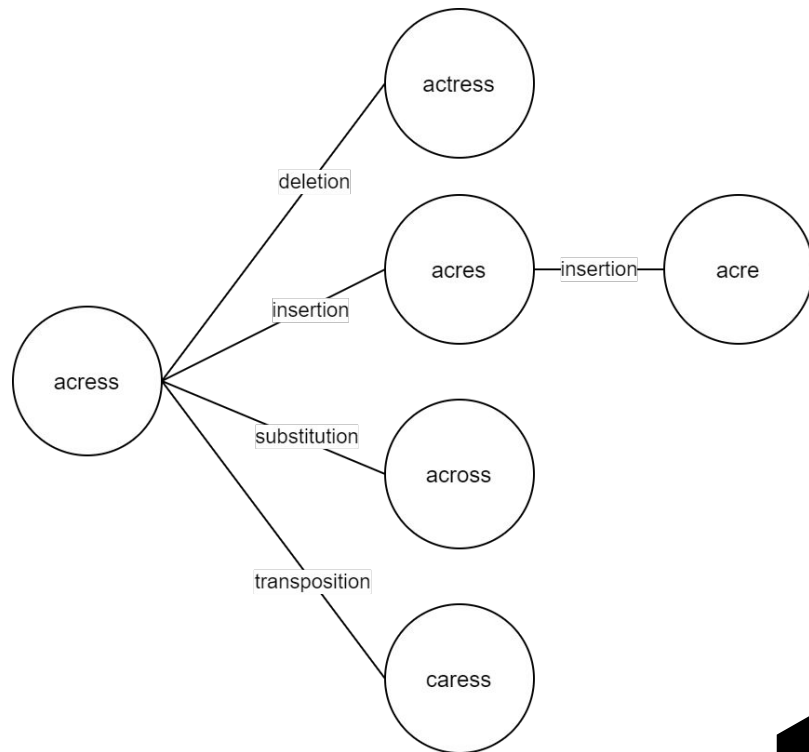 actress
deletion
acres
insertion
acre
insertion
acress
substitution
across
transposition
caress